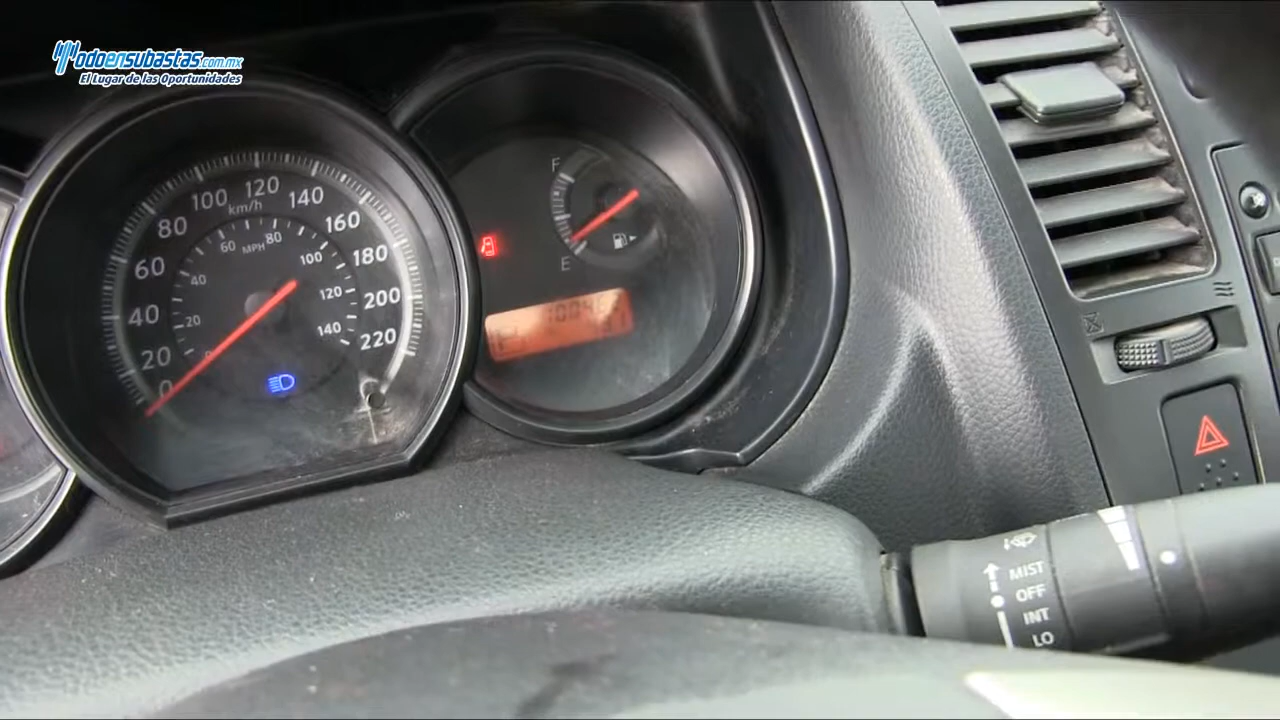 Todoensubastas.com.mx
El Lugar de las Oportunidades
0
20
40
60
80
100
120
140
160
180
200
220
km/h
0
20
40
60
80
100
120
140
MPH
F
E
MIST
OFF
INT
LO